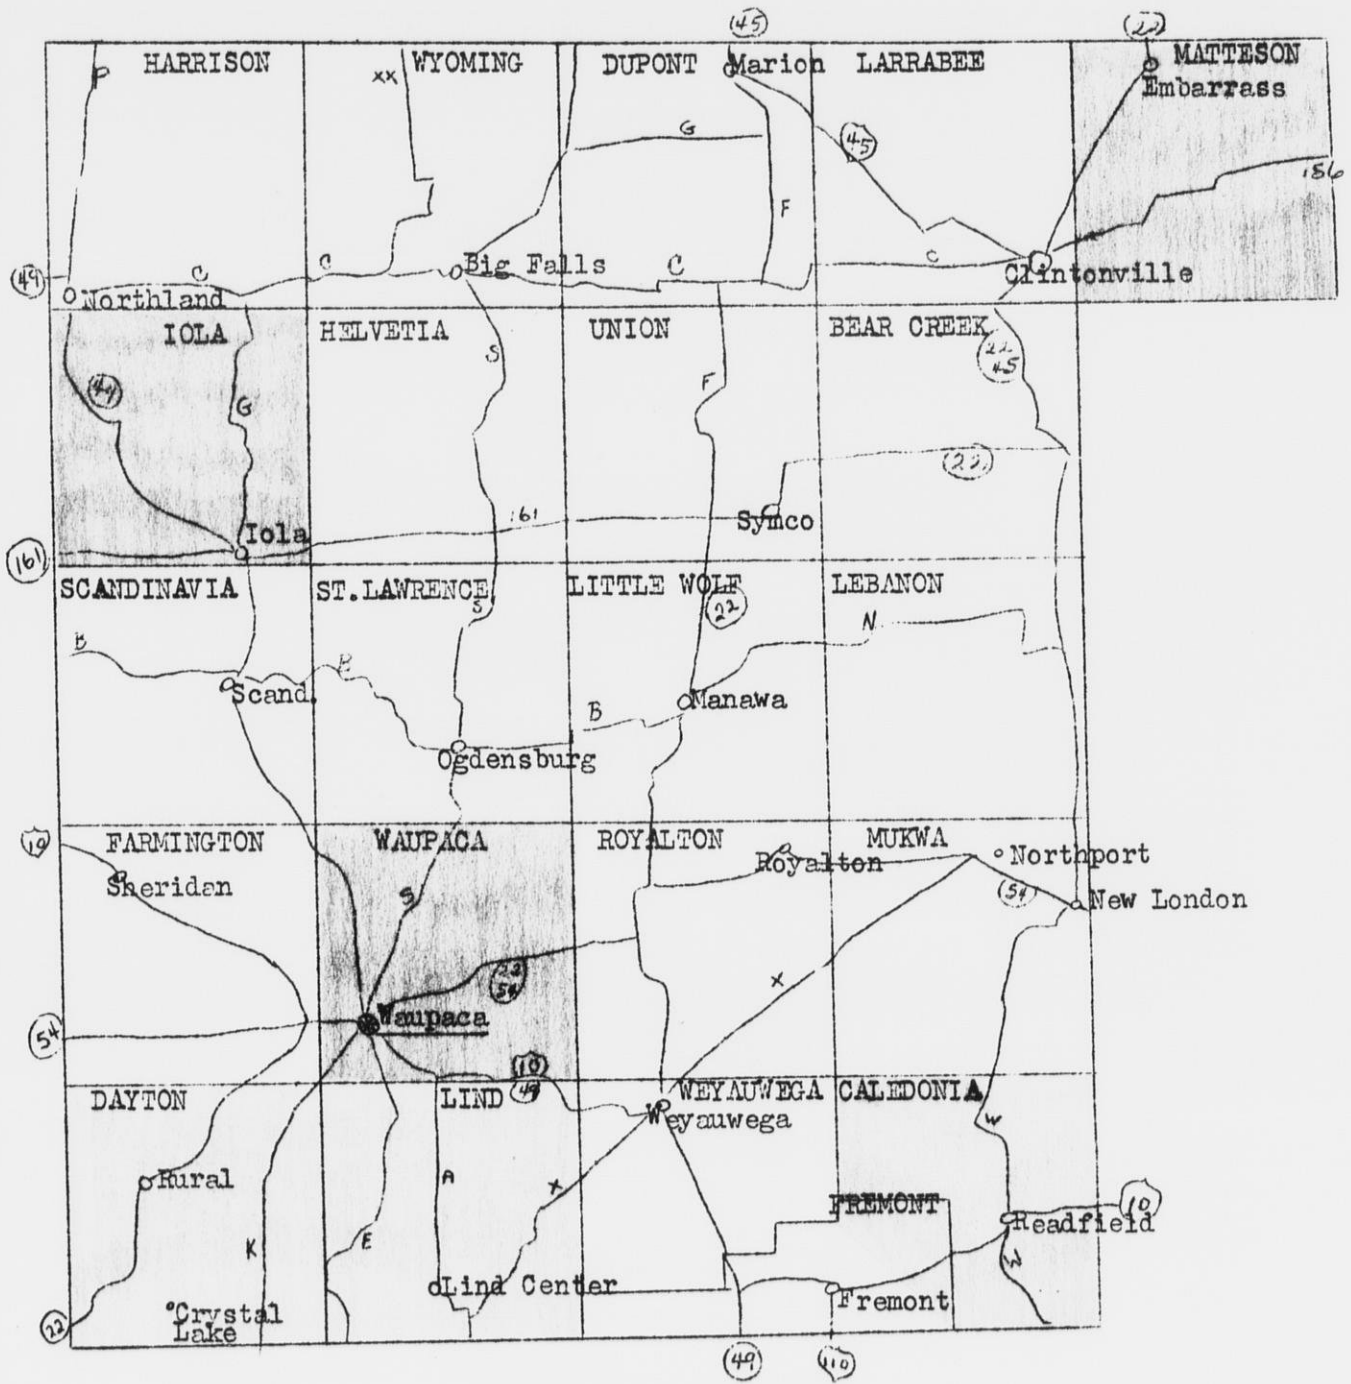 45
22
HARRISON
WYOMING
DUPONT
Marion
LARRABEE
MATTESON
Embarrass
P
xx
G
45
156
F
49
C
C
Big Falls
C
C
Clintonville
Northland
IOLA
HELVETIA
UNION
BEAR CREEK
22
45
S
49
G
F
22
161
Symco
Iola
161
SCANDINAVIA
ST.LAWRENCE
S
LITTLE WOLF
22
LEBANON
N
B
B
Scand.
B
Manawa
Ogdensburg
10
FARMINGTON
WAUPACA
ROYALTON
MUKWA
Royalton
Northport
Sheridan
S
54
New London
22
54
X
54
Waupaca
10
49
DAYTON
LIND
WEYAUWEGA
CALEDONIA
Weyauwega
W
Rural
A
X
FREMONT
10
Readfield
K
E
W
Lind Center
Fremont
Crystal
Lake
22
49
110